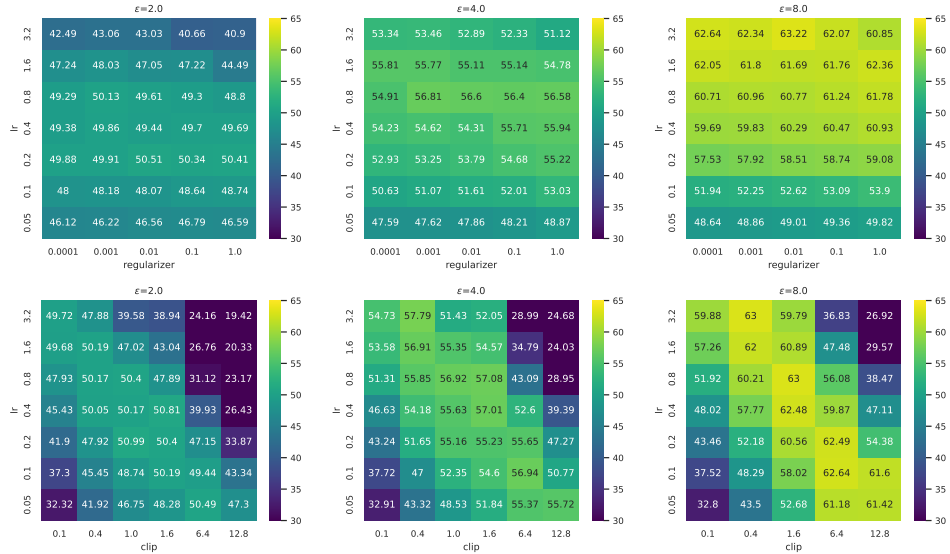 ε=2.0
3.2 42.49 43.06 43.03 40.66 40.9
1.6 47.24 48.03 47.05 47.22 44.49
0.8 49.29 50.13 49.61 49.3 48.8
lr
0.4 49.38 49.86 49.44 49.7 49.69
0.2 49.88 49.91 50.51 50.34 50.41
0.1 48 48.18 48.07 48.64 48.74
0.05 46.12 46.22 46.56 46.79 46.59
0.0001 0.001 0.01 0.1 1.0
regularizer
65
60
55
50
45
40
35
30
ε=4.0
3.2 53.34 53.46 52.89 52.33 51.12
1.6 55.81 55.77 55.11 55.14 54.78
0.8 54.91 56.81 56.6 56.4 56.58
lr
0.4 54.23 54.62 54.31 55.71 55.94
0.2 52.93 53.25 53.79 54.68 55.22
0.1 50.63 51.07 51.61 52.01 53.03
0.05 47.59 47.62 47.86 48.21 48.87
0.0001 0.001 0.01 0.1 1.0
regularizer
65
60
55
50
45
40
35
30
ε=8.0
3.2 62.64 62.34 63.22 62.07 60.85
1.6 62.05 61.8 61.69 61.76 62.36
0.8 60.71 60.96 60.77 61.24 61.78
lr
0.4 59.69 59.83 60.29 60.47 60.93
0.2 57.53 57.92 58.51 58.74 59.08
0.1 51.94 52.25 52.62 53.09 53.9
0.05 48.64 48.86 49.01 49.36 49.82
0.0001 0.001 0.01 0.1 1.0
regularizer
65
60
55
50
45
40
35
30
ε=2.0
3.2 49.72 47.88 39.58 38.94 24.16 19.42
1.6 49.68 50.19 47.02 43.04 26.76 20.33
0.8 47.93 50.17 50.4 47.89 31.12 23.17
lr
0.4 45.43 50.05 50.17 50.81 39.93 26.43
0.2 41.9 47.92 50.99 50.4 47.15 33.87
0.1 37.3 45.45 48.74 50.19 49.44 43.34
0.05 32.32 41.92 46.75 48.28 50.49 47.3
0.1 0.4 1.0 1.6 6.4 12.8
clip
65
60
55
50
45
40
35
30
ε=4.0
3.2 54.73 57.79 51.43 52.05 28.99 24.68
1.6 53.58 56.91 55.35 54.57 34.79 24.03
0.8 51.31 55.85 56.92 57.08 43.09 28.95
lr
0.4 46.63 54.18 55.63 57.01 52.6 39.39
0.2 43.24 51.65 55.16 55.23 55.65 47.27
0.1 37.72 47 52.35 54.6 56.94 50.77
0.05 32.91 43.32 48.53 51.84 55.37 55.72
0.1 0.4 1.0 1.6 6.4 12.8
clip
65
60
55
50
45
40
35
30
ε=8.0
3.2 59.88 63 59.79 36.83 26.92
1.6 57.26 62 60.89 47.48 29.57
0.8 51.92 60.21 63 56.08 38.47
lr
0.4 48.02 57.77 62.48 59.87 47.11
0.2 43.46 52.18 60.56 62.49 54.38
0.1 37.52 48.29 58.02 62.64 61.6
0.05 32.8 43.5 52.68 61.18 61.42
0.1 0.4 1.6 6.4 12.8
clip
65
60
55
50
45
40
35
30